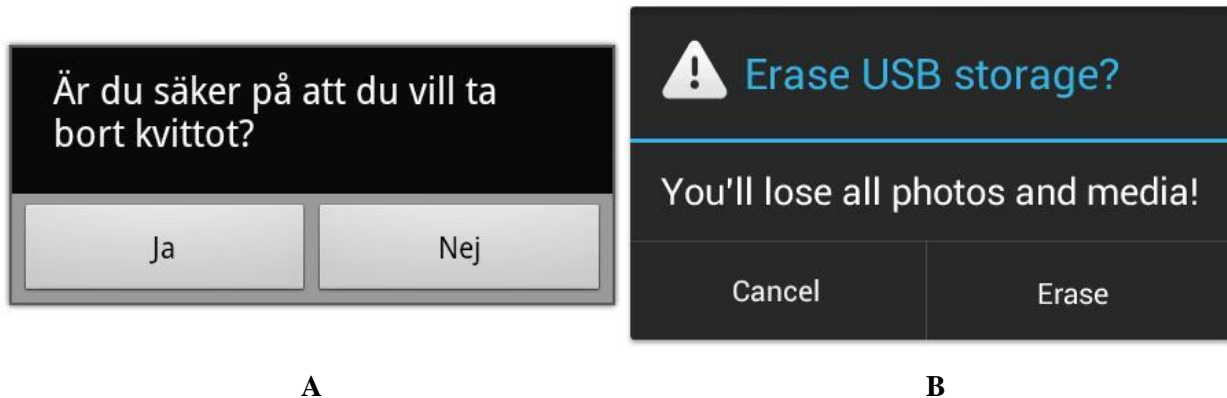 Är du säker på att du vill ta
bort kvittot?
Ja Nej
A
Erase USB storage?
You'll lose all photos and media!
Cancel Erase
B